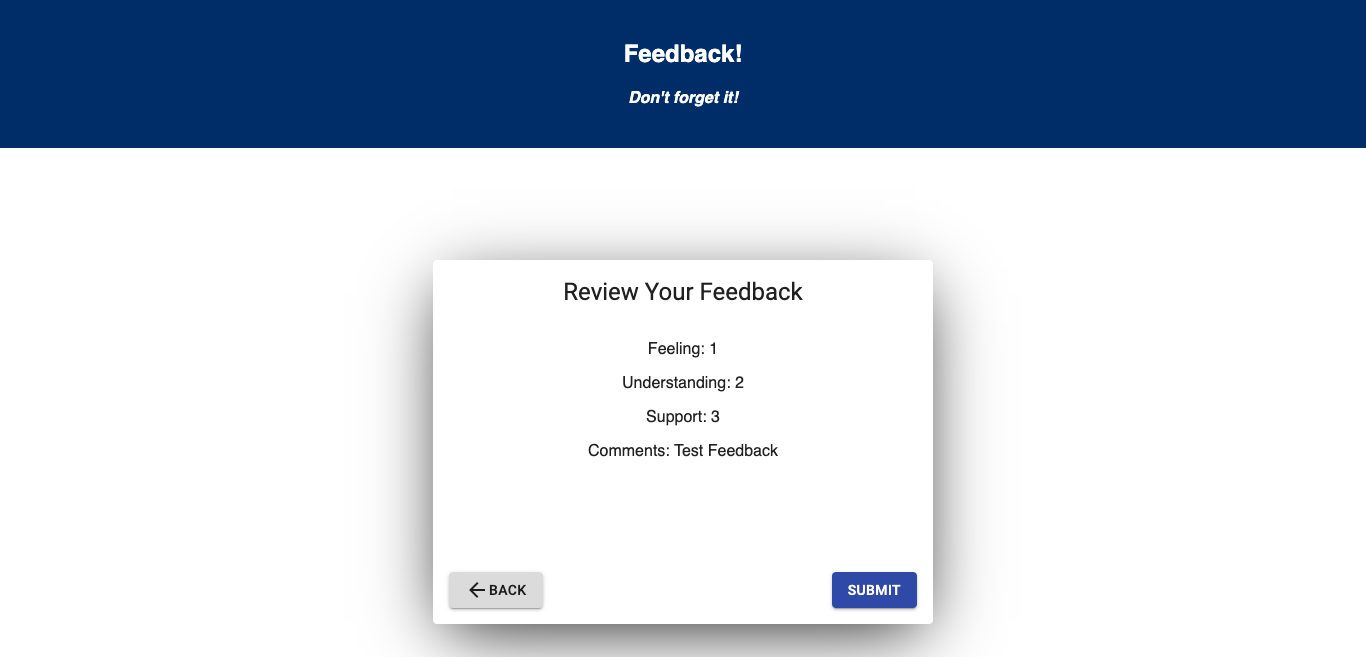 Feedback!
Don't forget it!
Review Your Feedback
Feeling: 1
Understanding: 2
Support: 3
Comments: Test Feedback
BACK
SUBMIT